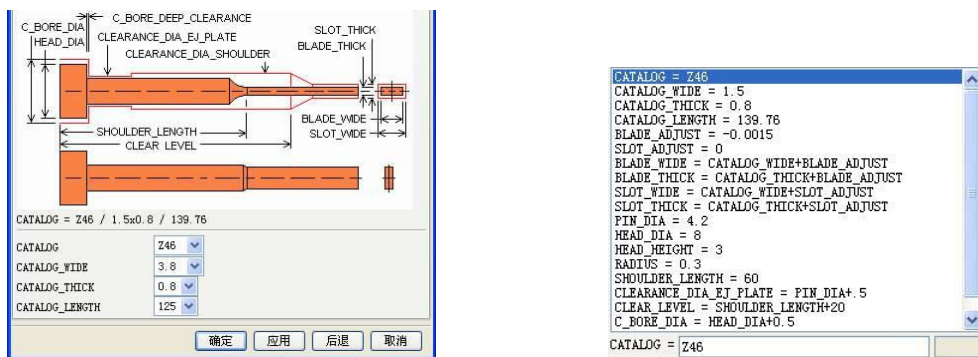 C_BORE_DEEP_CLEARANCE
C_BORE_DIA
HEAD_DIA
CLEARANCE_DIA_EJ_PLATE
CLEARANCE_DIA_SHOULDER
SLOT_THICK
BLADE_THICK
BLADE_WIDE
SLOT_WIDE
SHOULDER_LENGTH
CLEAR LEVEL
CATALOG = Z46 / 1.5x0.8 / 139.76
CATALOG Z46
CATALOG_WIDE 3.8
CATALOG_THICK 0.8
CATALOG_LENGTH 125
确定 应用 后退 取消
CATALOG = Z46
CATALOG_WIDE = 1.5
CATALOG_THICK = 0.8
CATALOG_LENGTH = 139.76
BLADE_ADJUST = -0.0015
SLOT_ADJUST = 0
BLADE_WIDE = CATALOG_WIDE+BLADE_ADJUST
BLADE_THICK = CATALOG_THICK+BLADE_ADJUST
SLOT_WIDE = CATALOG_WIDE+SLOT_ADJUST
SLOT_THICK = CATALOG_THICK+SLOT_ADJUST
PIN_DIA = 4.2
HEAD_DIA = 8
HEAD_HEIGHT = 3
RADIUS = 0.3
SHOULDER_LENGTH = 60
CLEARANCE_DIA_EJ_PLATE = PIN_DIA+.5
CLEAR_LEVEL = SHOULDER_LENGTH+20
C_BORE_DIA = HEAD_DIA+0.5
CATALOG = Z46